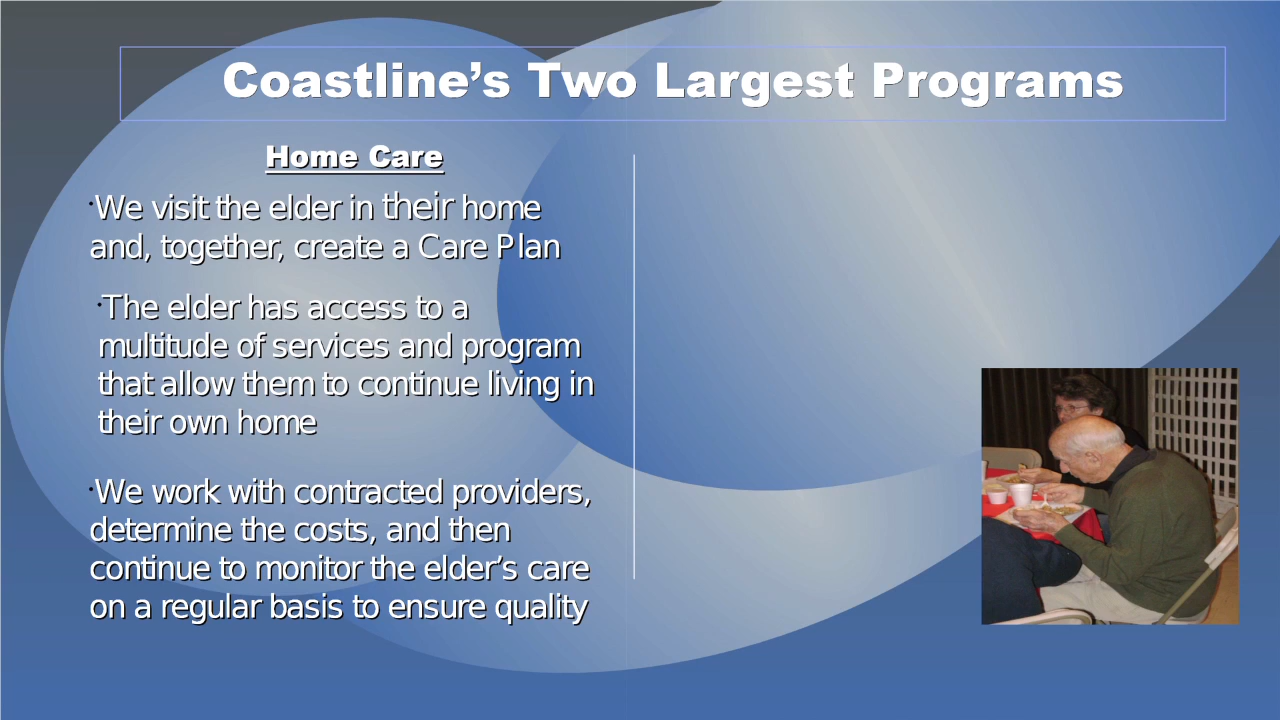 Coastline’s Two Largest Programs
Home Care
·We visit the elder in their home
and, together, create a Care Plan
·The elder has access to a
multitude of services and program
that allow them to continue living in
their own home
·We work with contracted providers,
determine the costs, and then
continue to monitor the elder’s care
on a regular basis to ensure quality